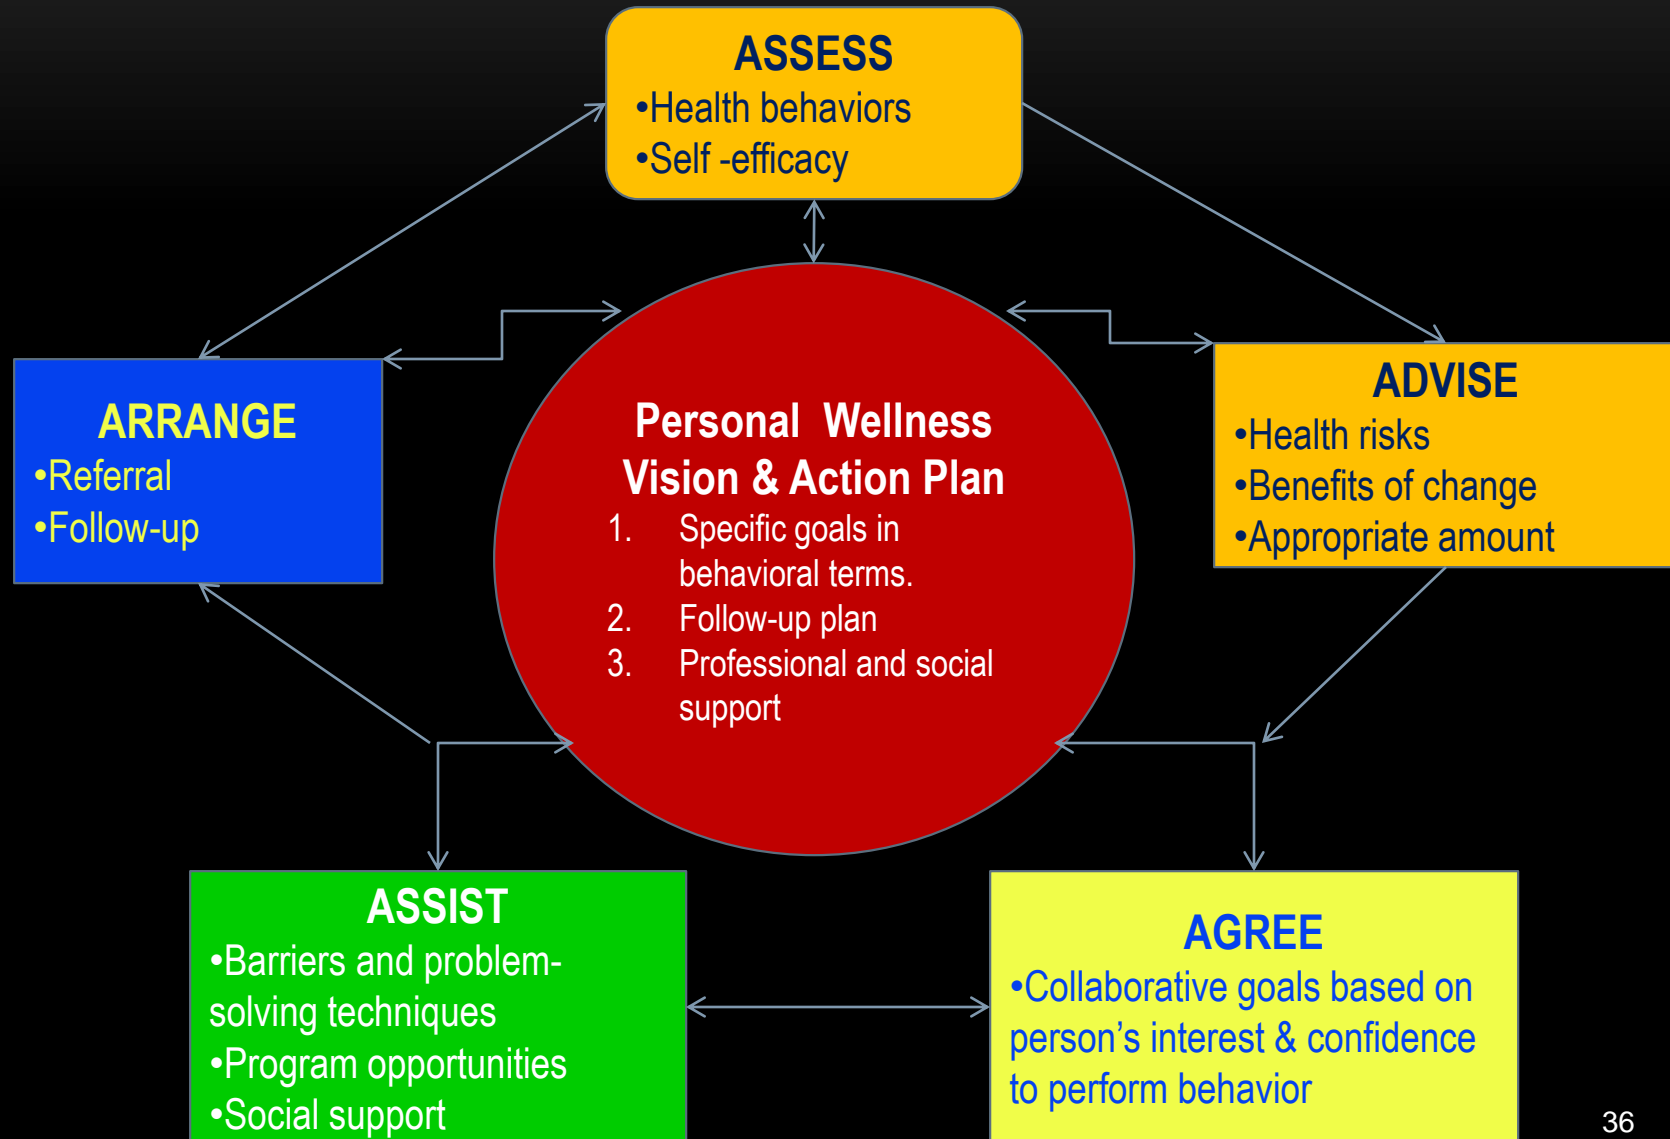 ASSESS
•Health behaviors
•Self -efficacy
ARRANGE
•Referral
•Follow-up
Personal  Wellness
Vision & Action Plan
1. Specific goals in
behavioral terms.
2. Follow-up plan
3. Professional and social
support
ADVISE
•Health risks
•Benefits of change
•Appropriate amount
ASSIST
•Barriers and problem-
solving techniques
•Program opportunities
•Social support
AGREE
•Collaborative goals based on
person’s interest & confidence
to perform behavior
36